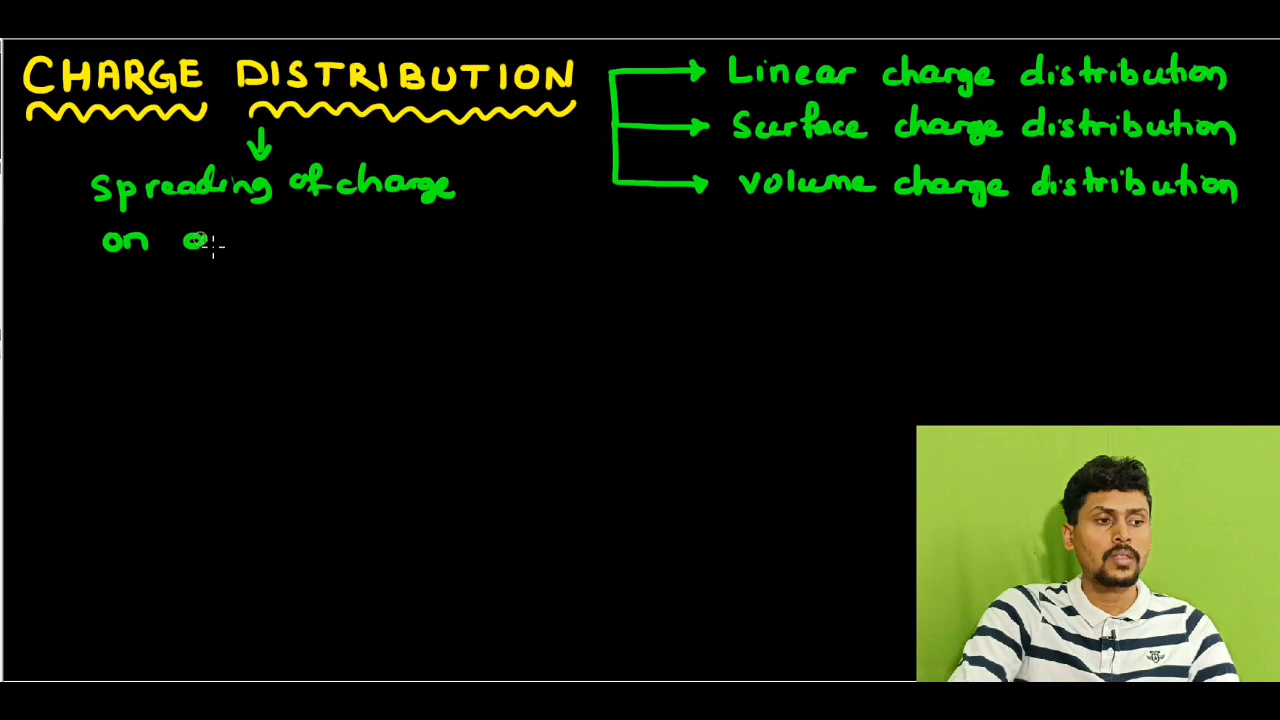 CHARGE DISTRIBUTION
Linear charge distribution
Surface charge distribution
volume charge distribution
Spreading of charge
on